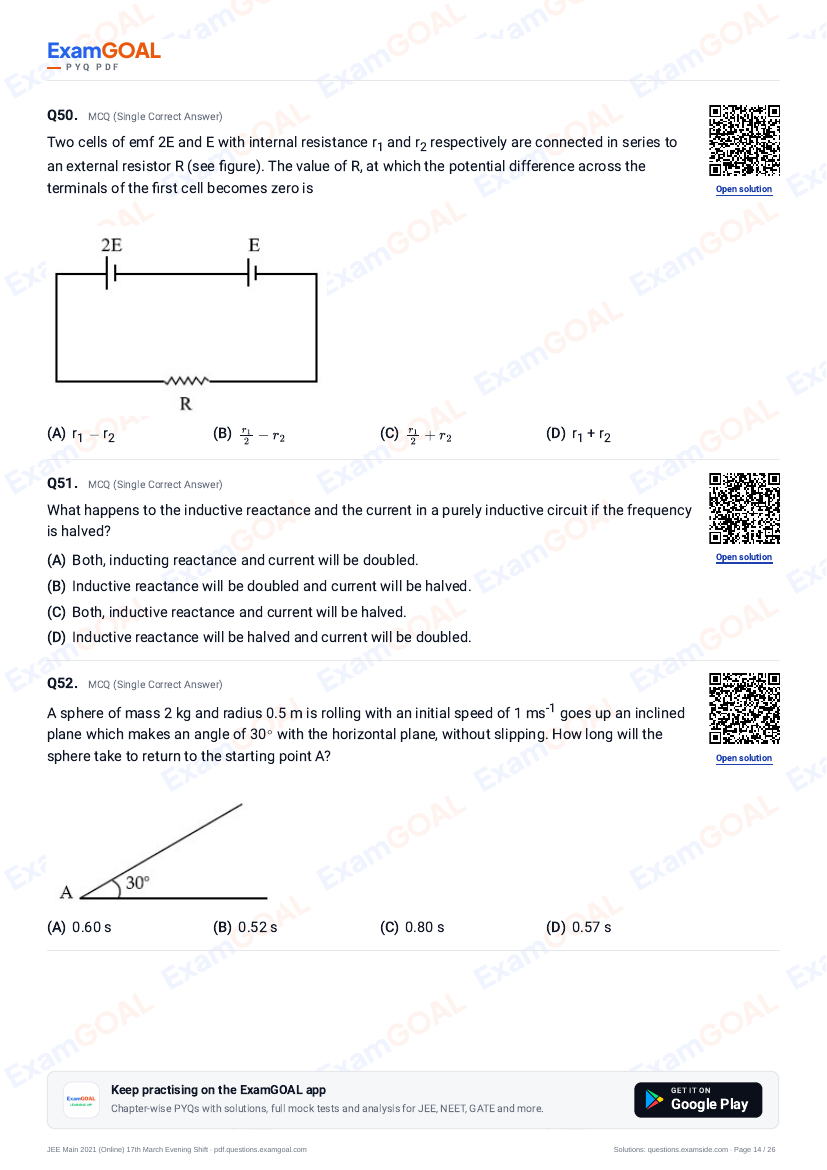 ExamGOAL
PYQ PDF
Q50. MCQ (Single Correct Answer)
Two cells of emf 2E and E with internal resistance r1 and r2 respectively are connected in series to
an external resistor R (see figure). The value of R, at which the potential difference across the
terminals of the first cell becomes zero is
Open solution
2E E
R
(A) r1 – r2 (B) r1/2 − r2 (C) r1/2 + r2 (D) r1 + r2
Q51. MCQ (Single Correct Answer)
What happens to the inductive reactance and the current in a purely inductive circuit if the frequency
is halved?
Open solution
(A) Both, inducting reactance and current will be doubled.
(B) Inductive reactance will be doubled and current will be halved.
(C) Both, inductive reactance and current will be halved.
(D) Inductive reactance will be halved and current will be doubled.
Q52. MCQ (Single Correct Answer)
A sphere of mass 2 kg and radius 0.5 m is rolling with an initial speed of 1 ms-1 goes up an inclined
plane which makes an angle of 30° with the horizontal plane, without slipping. How long will the
sphere take to return to the starting point A?
Open solution
A 30°
(A) 0.60 s (B) 0.52 s (C) 0.80 s (D) 0.57 s
Keep practising on the ExamGOAL app
Chapter-wise PYQs with solutions, full mock tests and analysis for JEE, NEET, GATE and more.
GET IT ON
Google Play
JEE Main 2021 (Online) 17th March Evening Shift · pdf.questions.examgoal.com
Solutions: questions.examside.com · Page 14 / 26